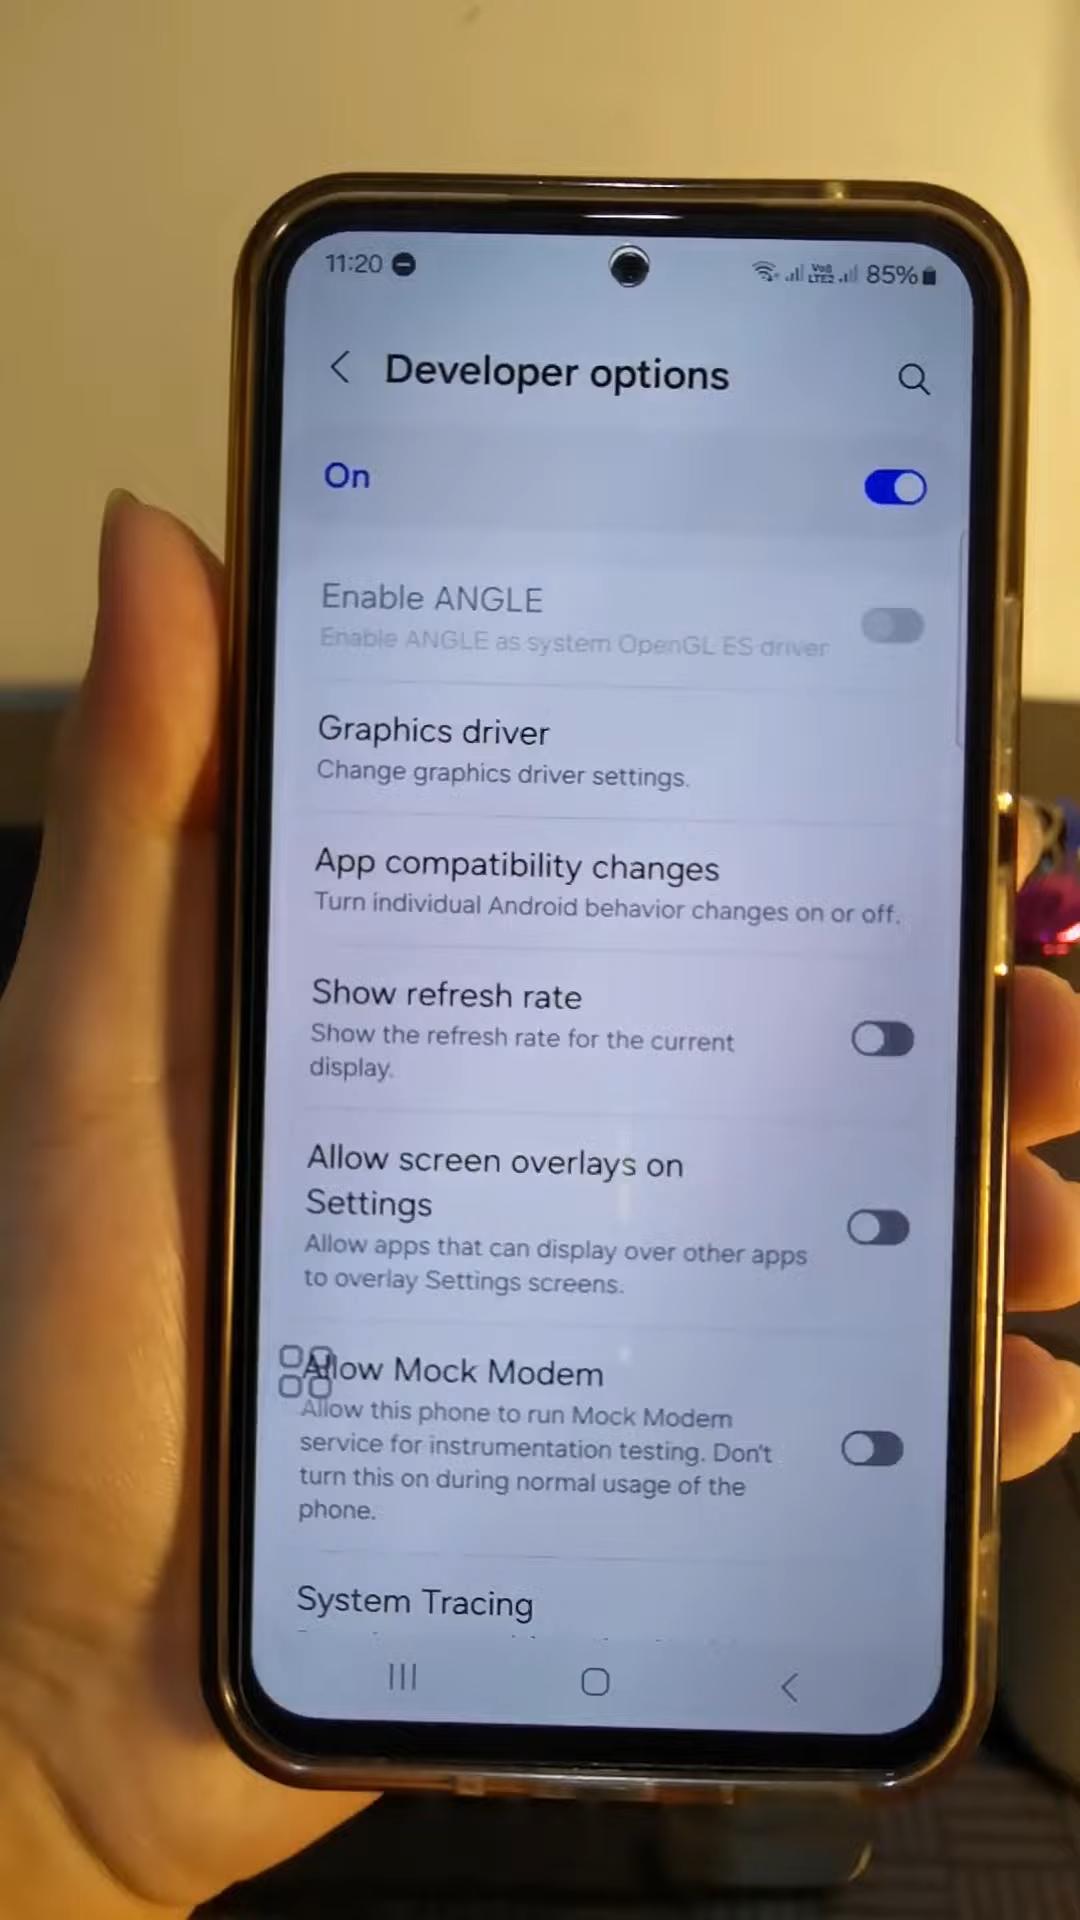 11:20
Vo))
LTE2
85%
Developer options
On
Enable ANGLE
Enable ANGLE as system OpenGL ES driver
Graphics driver
Change graphics driver settings.
App compatibility changes
Turn individual Android behavior changes on or off.
Show refresh rate
Show the refresh rate for the current
display.
Allow screen overlays on
Settings
Allow apps that can display over other apps
to overlay Settings screens.
Allow Mock Modem
Allow this phone to run Mock Modem
service for instrumentation testing. Don't
turn this on during normal usage of the
phone.
System Tracing